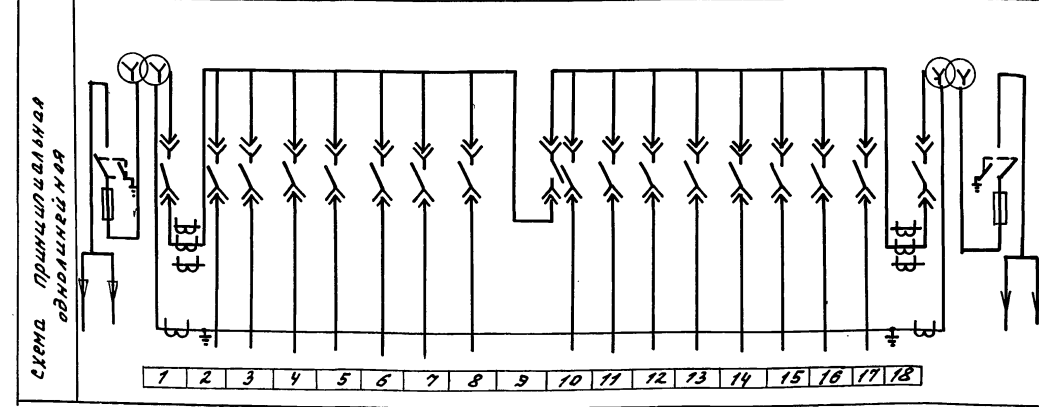 схема принципиальная
однолинейная
1 2 3 4 5 6 7 8 9 10 11 12 13 14 15 16 17 18